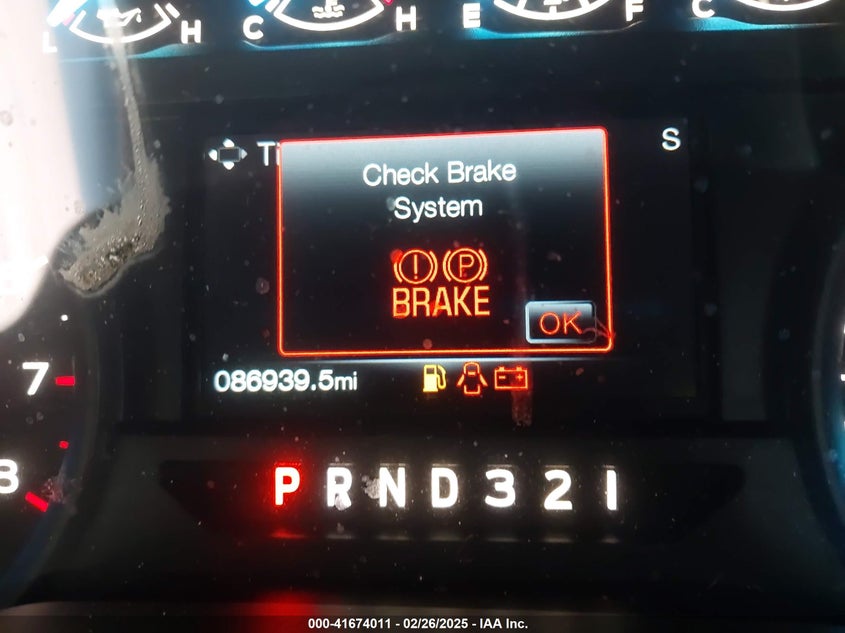 L H C H E F C
Ti S
Check Brake
System
(!) (P)
BRAKE
OK
7
086939.5mi
8
P R N D 3 2 1
000-41674011 - 02/26/2025 - IAA Inc.